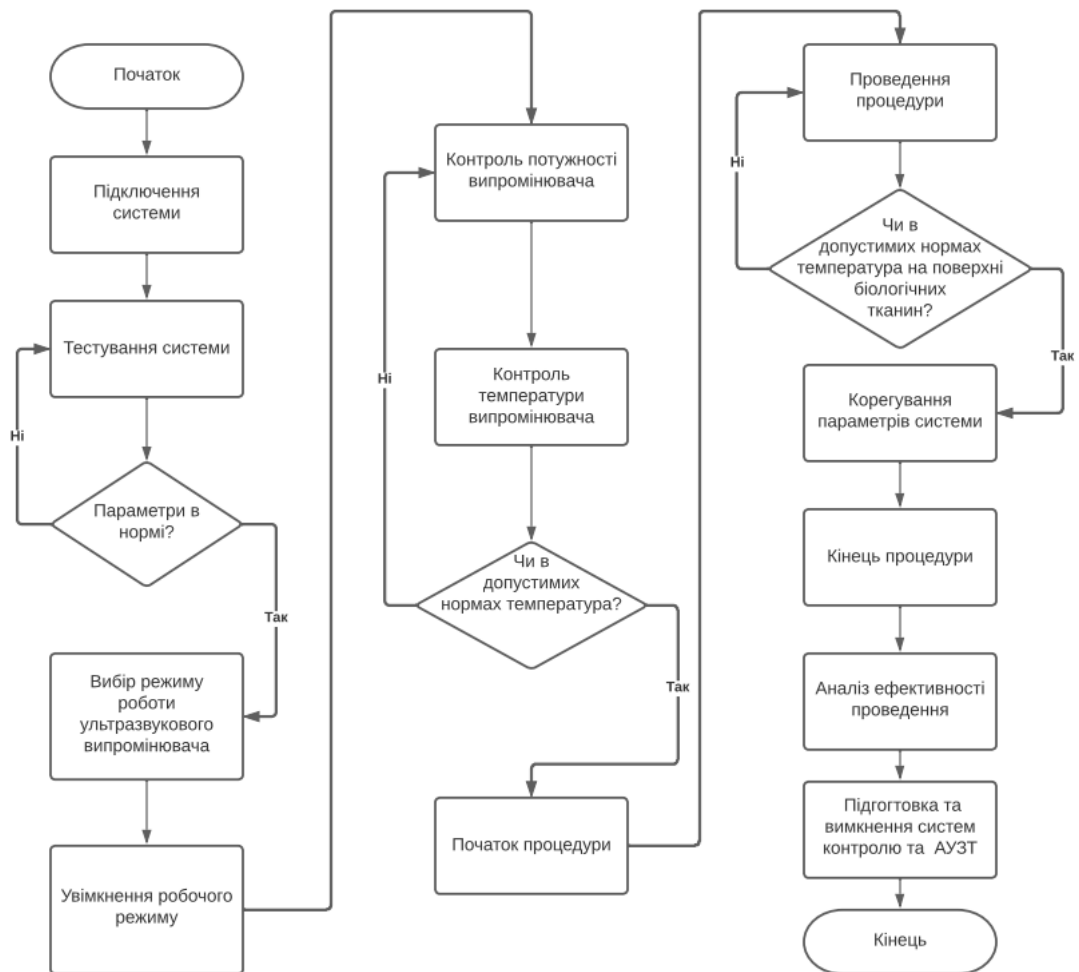 Початок
Підключення
системи
Тестування системи
Ні
Параметри в
нормі?
Так
Вибір режиму
роботи
ультразвукового
випромінювача
Увімкнення робочого
режиму
Контроль потужності
випромінювача
Контроль
температури
випромінювача
Ні
Чи в
допустимих
нормах температура?
Так
Початок процедури
Проведення
процедури
Ні
Чи в
допустимих нормах
температура на поверхні
біологічних
тканин?
Так
Корегування
параметрів системи
Кінець процедури
Аналіз ефективності
проведення
Підгогтовка та
вимкнення систем
контролю та АУЗТ
Кінець